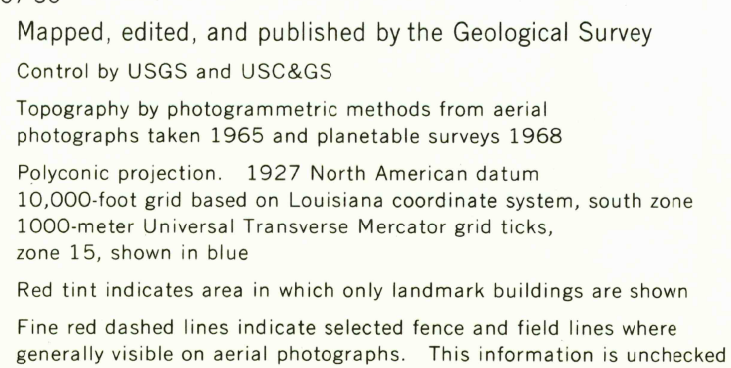 Mapped, edited, and published by the Geological Survey
Control by USGS and USC&GS
Topography by photogrammetric methods from aerial
photographs taken 1965 and planetable surveys 1968
Polyconic projection. 1927 North American datum
10,000-foot grid based on Louisiana coordinate system, south zone
1000-meter Universal Transverse Mercator grid ticks,
zone 15, shown in blue
Red tint indicates area in which only landmark buildings are shown
Fine red dashed lines indicate selected fence and field lines where
generally visible on aerial photographs. This information is unchecked